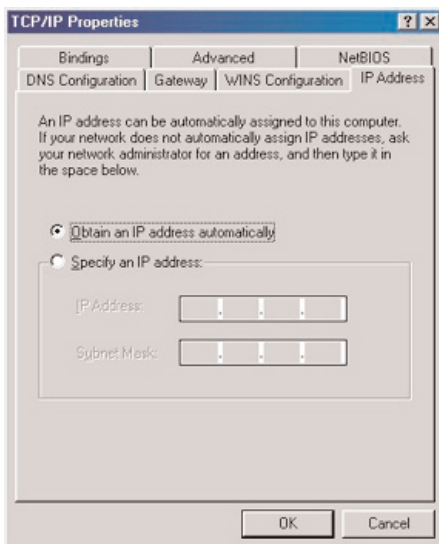 TCP/IP Properties
? X
Bindings Advanced NetBIOS
DNS Configuration Gateway WINS Configuration IP Address
An IP address can be automatically assigned to this computer.
If your network does not automatically assign IP addresses, ask
your network administrator for an address, and then type it in
the space below.
Obtain an IP address automatically
Specify an IP address:
IP Address:
Subnet Mask:
OK Cancel